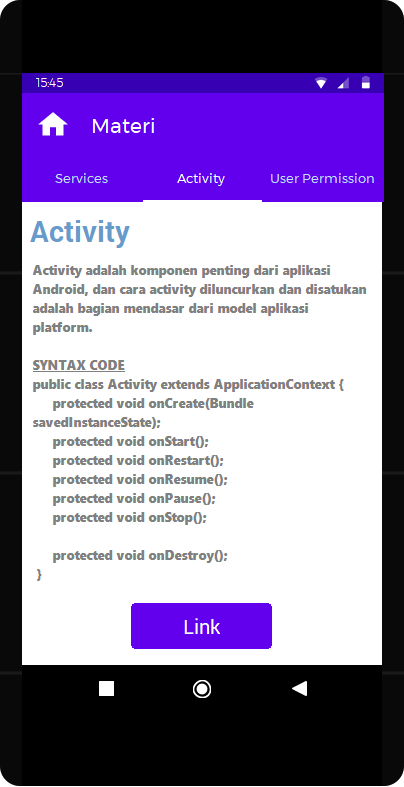 15:45
Materi
Services
Activity
User Permission
Activity
Activity adalah komponen penting dari aplikasi
Android, dan cara activity diluncurkan dan disatukan
adalah bagian mendasar dari model aplikasi
platform.
SYNTAX CODE
public class Activity extends ApplicationContext {
protected void onCreate(Bundle
savedInstanceState);
protected void onStart();
protected void onRestart();
protected void onResume();
protected void onPause();
protected void onStop();
protected void onDestroy();
}
Link